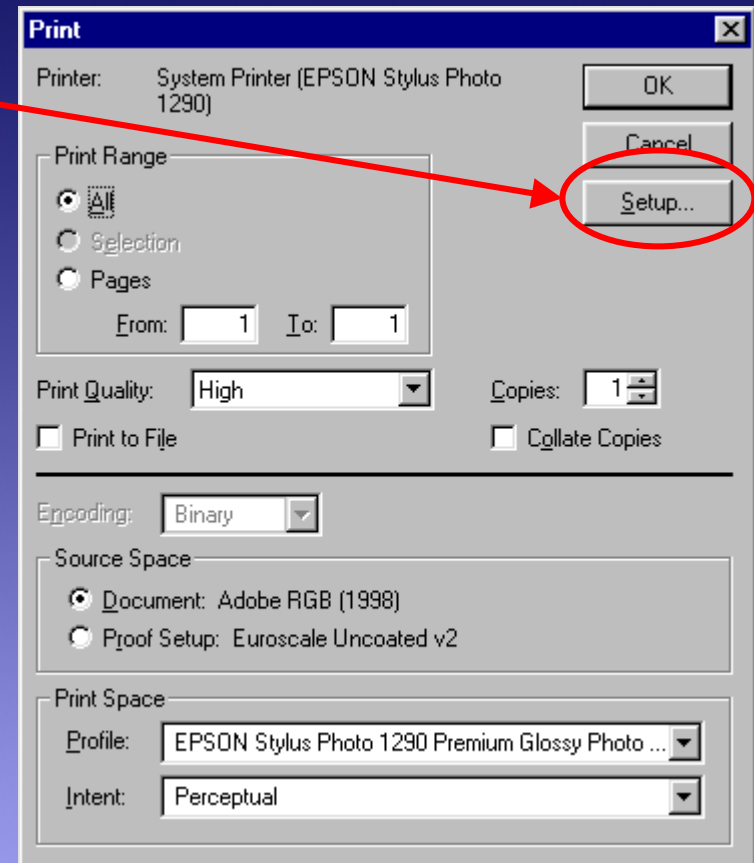 Print
Printer: System Printer (EPSON Stylus Photo
1290)
OK
Cancel
Setup...
Print Range
All
Selection
Pages
From: 1 To: 1
Print Quality: High
Copies: 1
Print to File
Collate Copies
Encoding: Binary
Source Space
Document: Adobe RGB (1998)
Proof Setup: Euroscale Uncoated v2
Print Space
Profile: EPSON Stylus Photo 1290 Premium Glossy Photo ...
Intent: Perceptual